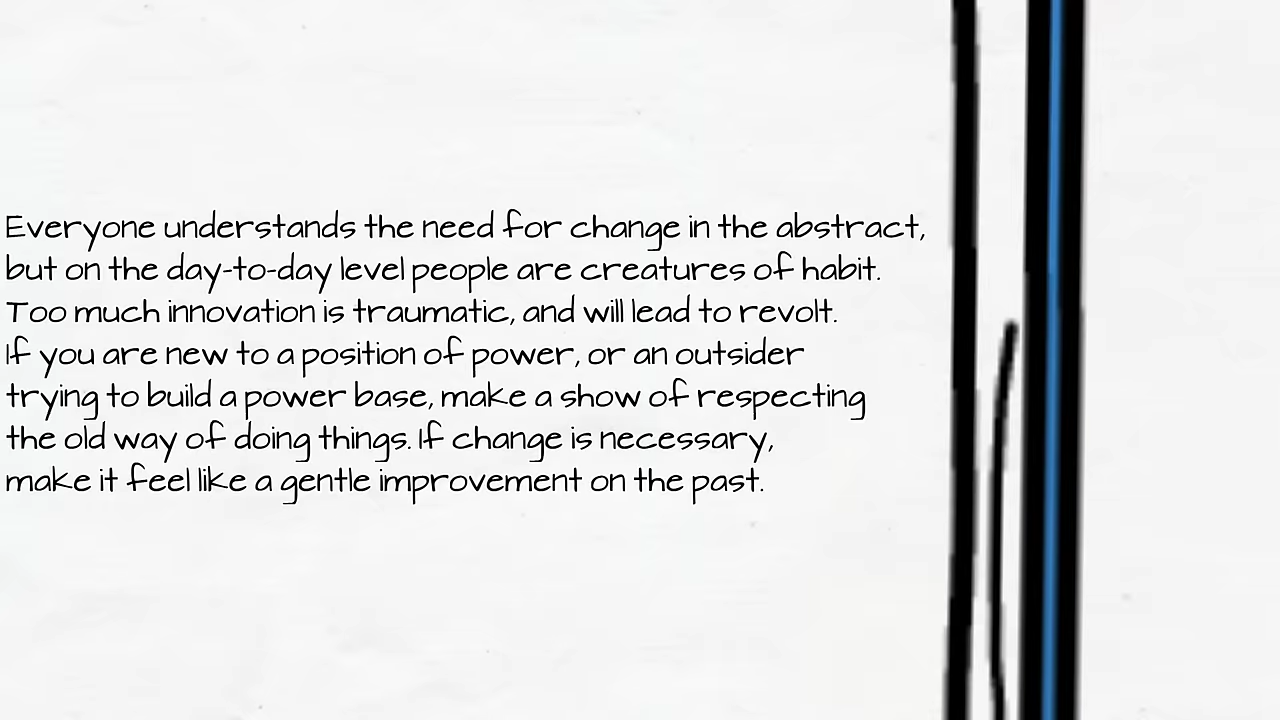 Everyone understands the need for change in the abstract,
but on the day-to-day level people are creatures of habit.
Too much innovation is traumatic, and will lead to revolt.
If you are new to a position of power, or an outsider
trying to build a power base, make a show of respecting
the old way of doing things. If change is necessary,
make it feel like a gentle improvement on the past.